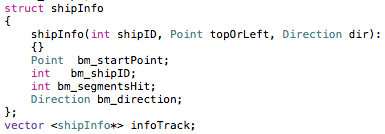 struct shipInfo
{
    shipInfo(int shipID, Point topOrLeft, Direction dir):
    {}
    Point  bm_startPoint;
    int   bm_shipID;
    int bm_segmentsHit;
    Direction bm_direction;
};
vector <shipInfo*> infoTrack;